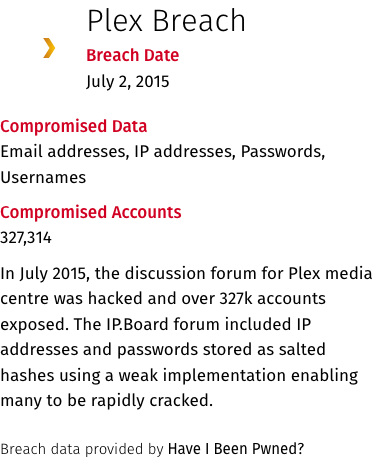 Plex Breach
Breach Date
July 2, 2015
Compromised Data
Email addresses, IP addresses, Passwords,
Usernames
Compromised Accounts
327,314
In July 2015, the discussion forum for Plex media
centre was hacked and over 327k accounts
exposed. The IP.Board forum included IP
addresses and passwords stored as salted
hashes using a weak implementation enabling
many to be rapidly cracked.
Breach data provided by Have I Been Pwned?